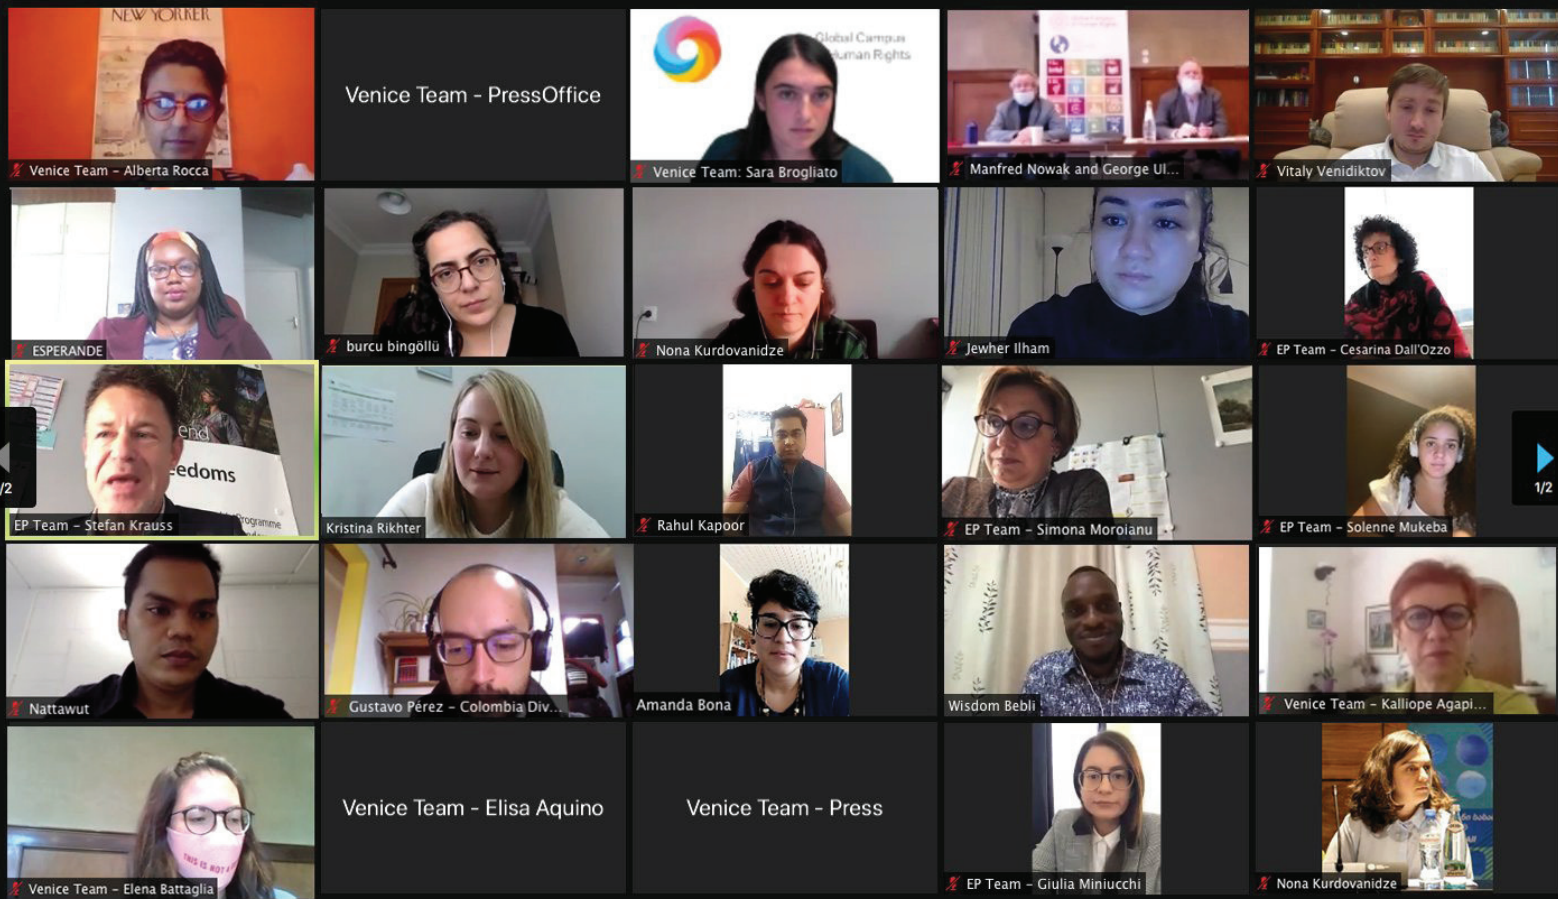 NEW YORKER
Venice Team – Alberta Rocca
Venice Team - PressOffice
Global Campus
Human Rights
Venice Team: Sara Brogliato
Manfred Nowak and George Ul...
Vitaly Venidiktov
ESPERANDE
burcu bingöllü
Nona Kurdovanidze
Jewher Ilham
EP Team – Cesarina Dall'Ozzo
end
eedoms
Programme
/2
EP Team – Stefan Krauss
Kristina Rikhter
Rahul Kapoor
EP Team – Simona Moroianu
EP Team – Solenne Mukeba
1/2
Nattawut
Gustavo Pérez – Colombia Div...
Amanda Bona
Wisdom Bebli
Venice Team – Kalliope Agapi...
THIS IS NOT A
Venice Team – Elena Battaglia
Venice Team - Elisa Aquino
Venice Team - Press
EP Team – Giulia Miniucchi
Nona Kurdovanidze